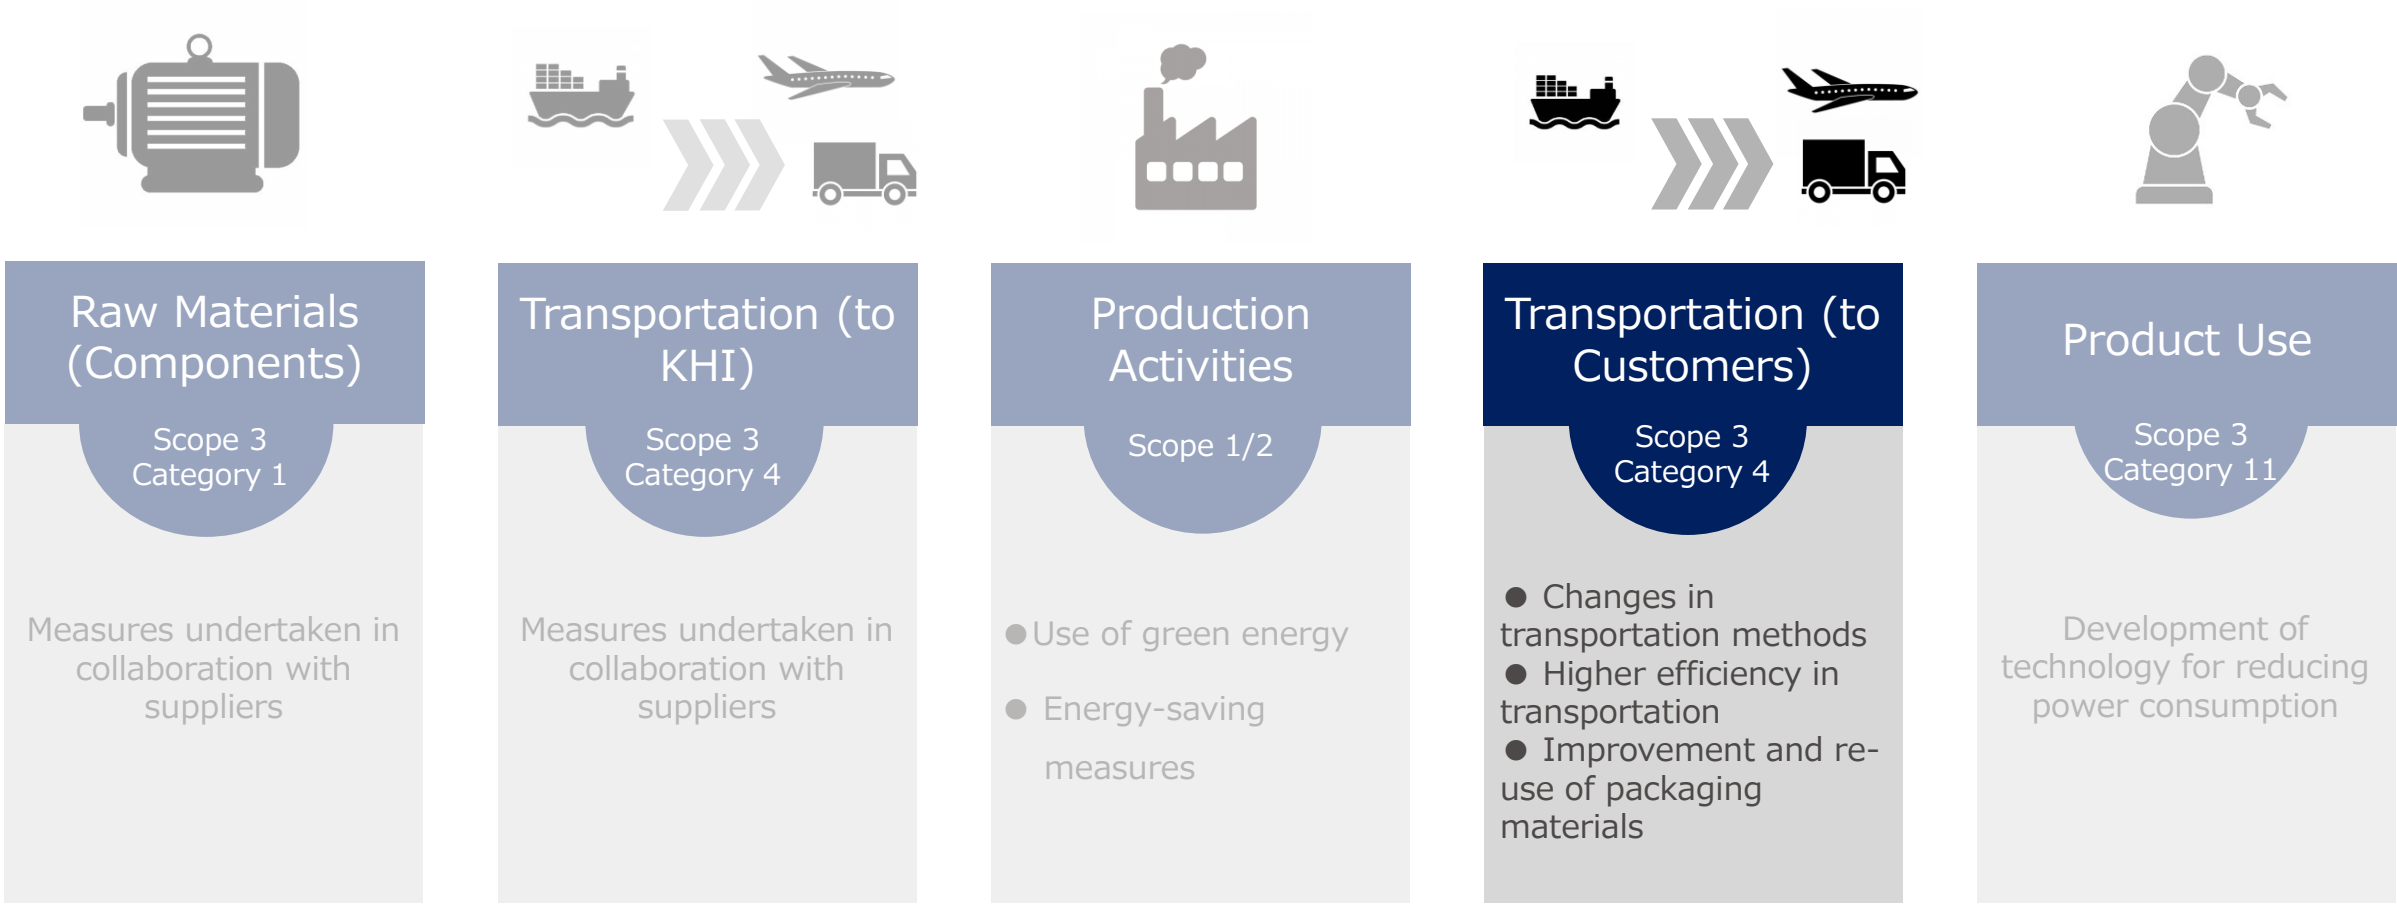 Raw Materials
(Components)
Scope 3
Category 1
Measures undertaken in
collaboration with
suppliers
Transportation (to
KHI)
Scope 3
Category 4
Measures undertaken in
collaboration with
suppliers
Production
Activities
Scope 1/2
●Use of green energy
● Energy-saving
measures
Transportation (to
Customers)
Scope 3
Category 4
● Changes in
transportation methods
● Higher efficiency in
transportation
● Improvement and re-
use of packaging
materials
Product Use
Scope 3
Category 11
Development of
technology for reducing
power consumption